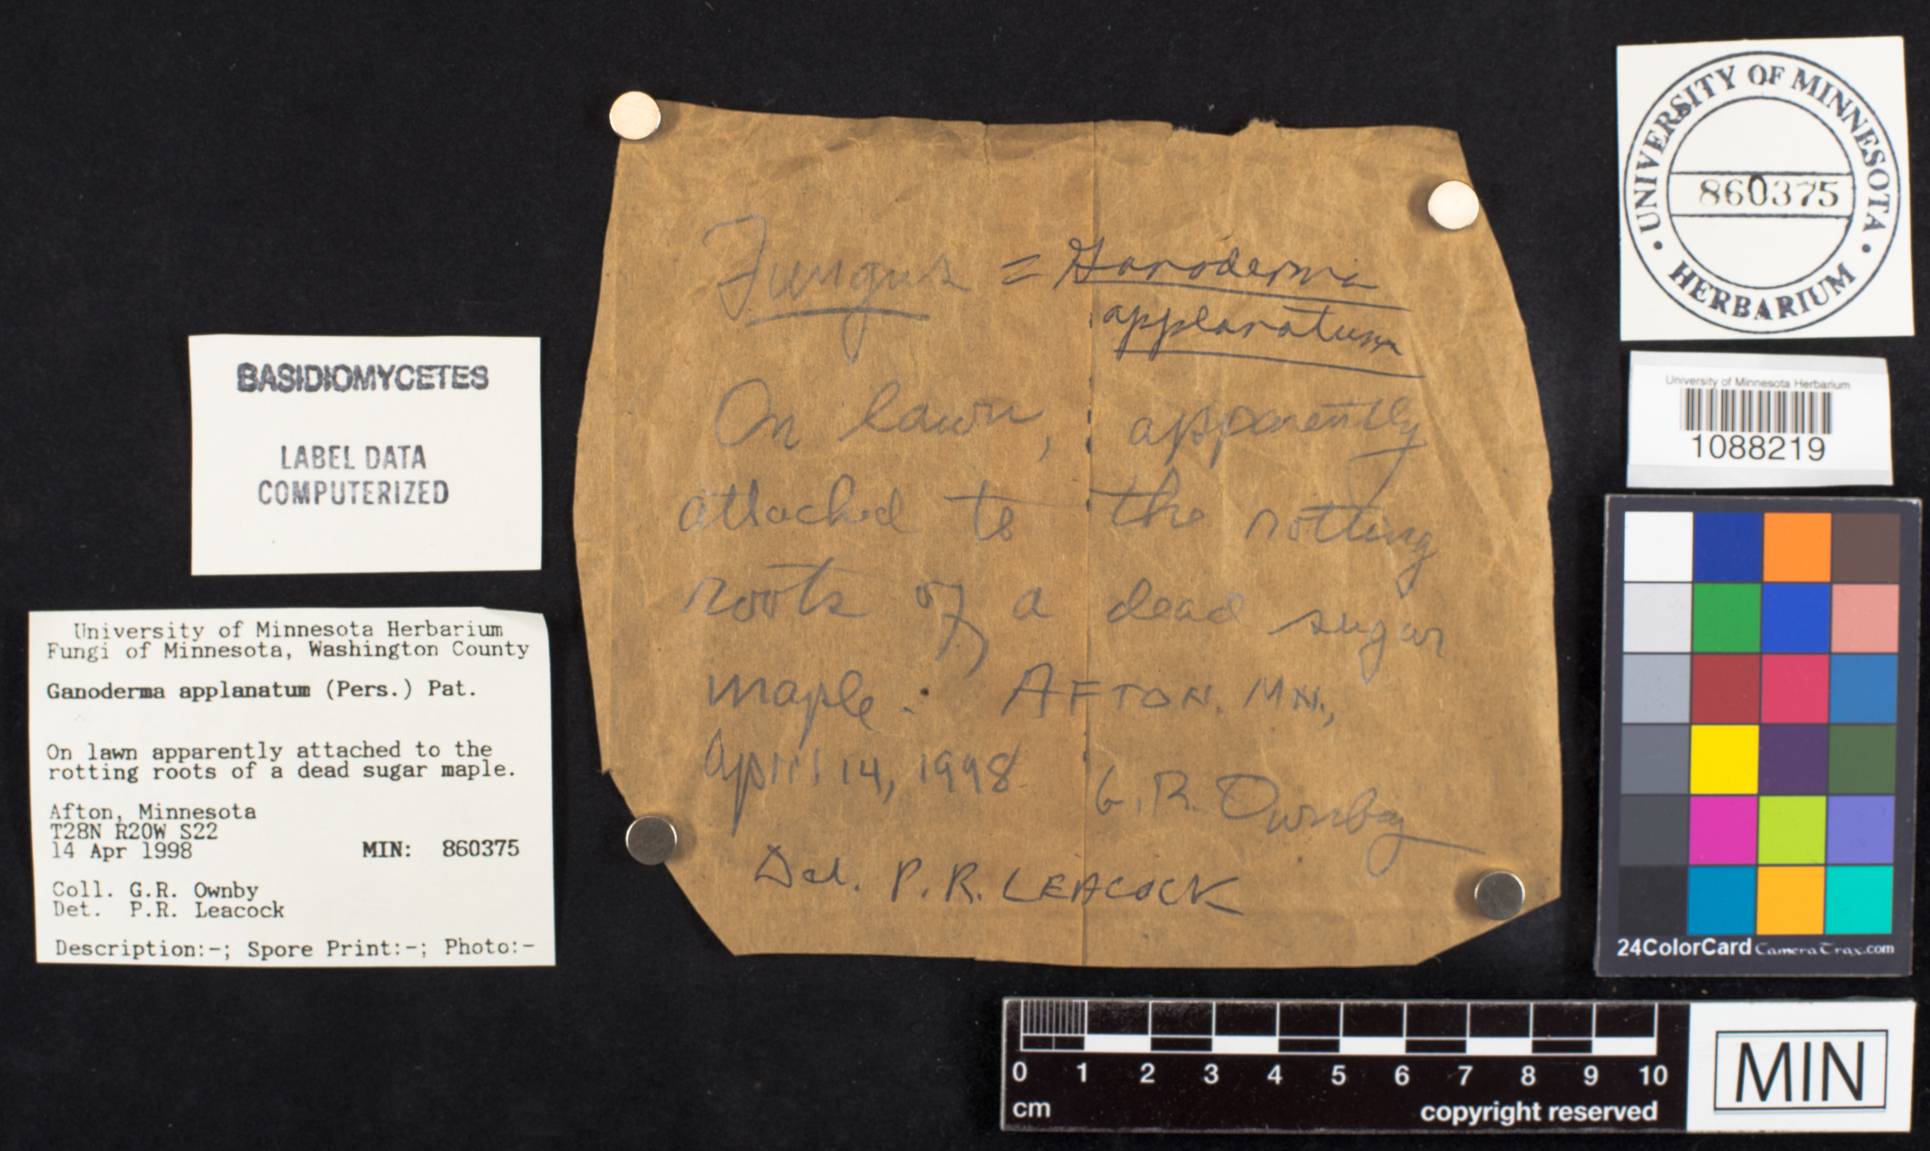 BASIDIOMYCETES
LABEL DATA
COMPUTERIZED
University of Minnesota Herbarium
Fungi of Minnesota, Washington County
Ganoderma applanatum (Pers.) Pat.
On lawn apparently attached to the
rotting roots of a dead sugar maple.
Afton, Minnesota
T28N R20W S22
14 Apr 1998 MIN: 860375
Coll. G.R. Ownby
Det. P.R. Leacock
Description:-; Spore Print:-; Photo:-
Fungus = Ganoderma
applanatum
On lawn, apparently
attached to the rotting
roots of a dead sugar
maple. AFTON, MN.,
April 14, 1998 G. R. Ownby
Det. P. R. LEACOCK
• UNIVERSITY OF MINNESOTA •
860375
HERBARIUM
University of Minnesota Herbarium
1088219
24ColorCard CameraTrax.com
0 1 2 3 4 5 6 7 8 9 10
cm copyright reserved
MIN